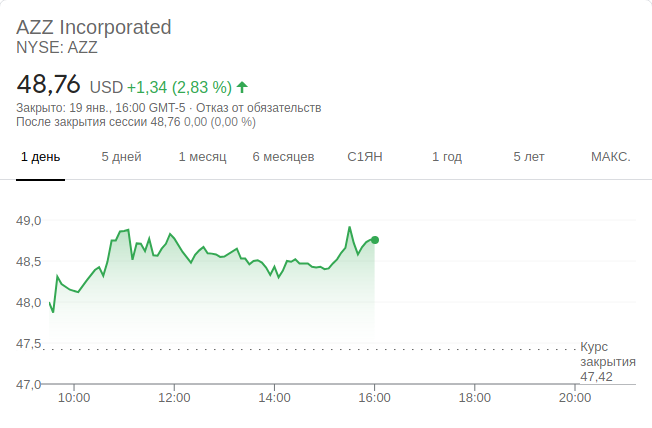 AZZ Incorporated
NYSE: AZZ
48,76 USD +1,34 (2,83 %)
Закрыто: 19 янв., 16:00 GMT-5 · Отказ от обязательств
После закрытия сессии 48,76 0,00 (0,00 %)
1 день 5 дней 1 месяц 6 месяцев С1ЯН 1 год 5 лет МАКС.
49,0
48,5
48,0
47,5
47,0
Курс
закрытия
47,42
10:00 12:00 14:00 16:00 18:00 20:00